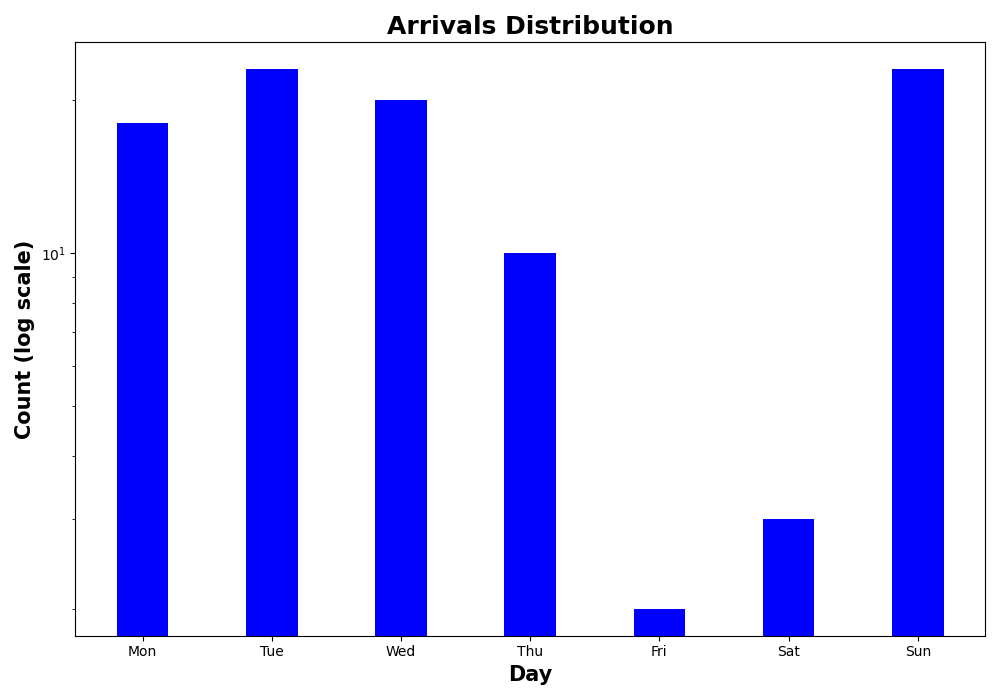 Arrivals Distribution
Count (log scale)
10¹
Mon Tue Wed Thu Fri Sat Sun
Day